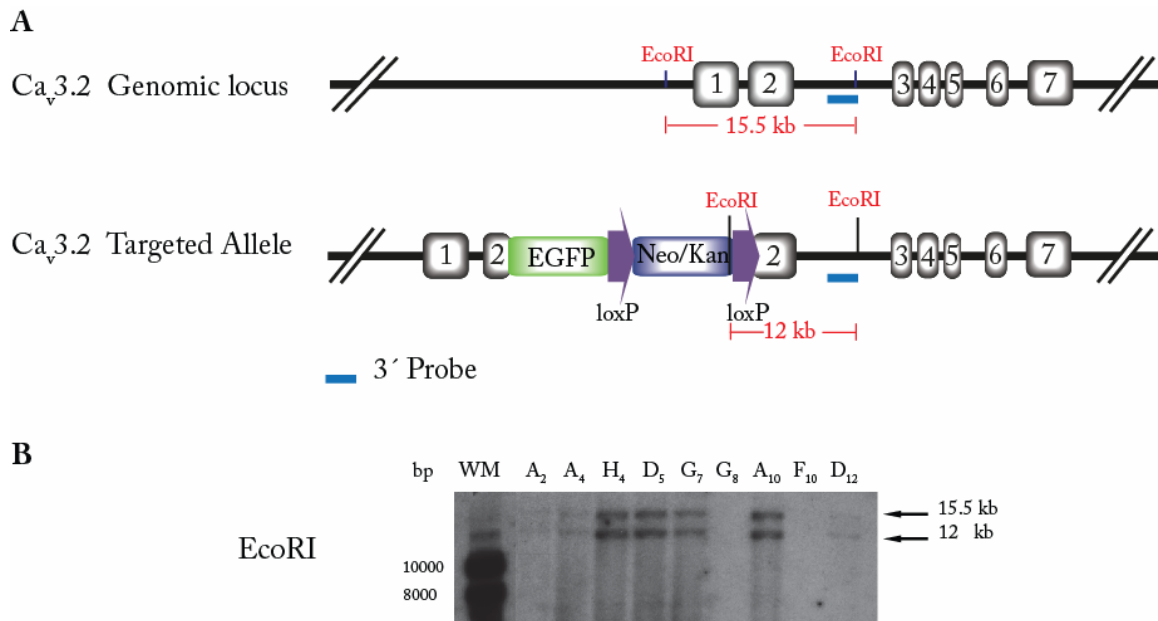 A
EcoRI EcoRI
Caᵥ3.2 Genomic locus 1 2 3 4 5 6 7
15.5 kb
EcoRI EcoRI
Caᵥ3.2 Targeted Allele 1 2 EGFP Neo/Kan 2 3 4 5 6 7
loxP loxP
12 kb
3´ Probe
B
bp WM A₂ A₄ H₄ D₅ G₇ G₈ A₁₀ F₁₀ D₁₂
15.5 kb
12 kb
EcoRI
10000
8000